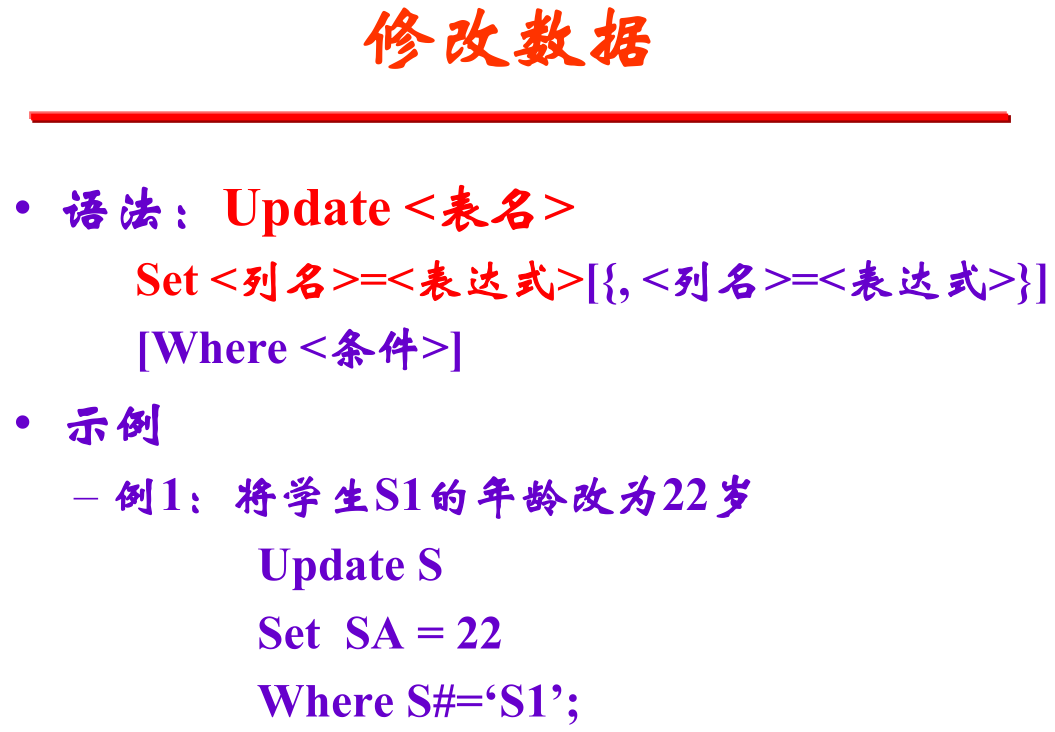 修改数据
• 语法：Update <表名>
Set <列名>=<表达式>[{, <列名>=<表达式>}]
[Where <条件>]
• 示例
– 例1：将学生S1的年龄改为22岁
Update S
Set SA = 22
Where S#=‘S1’;